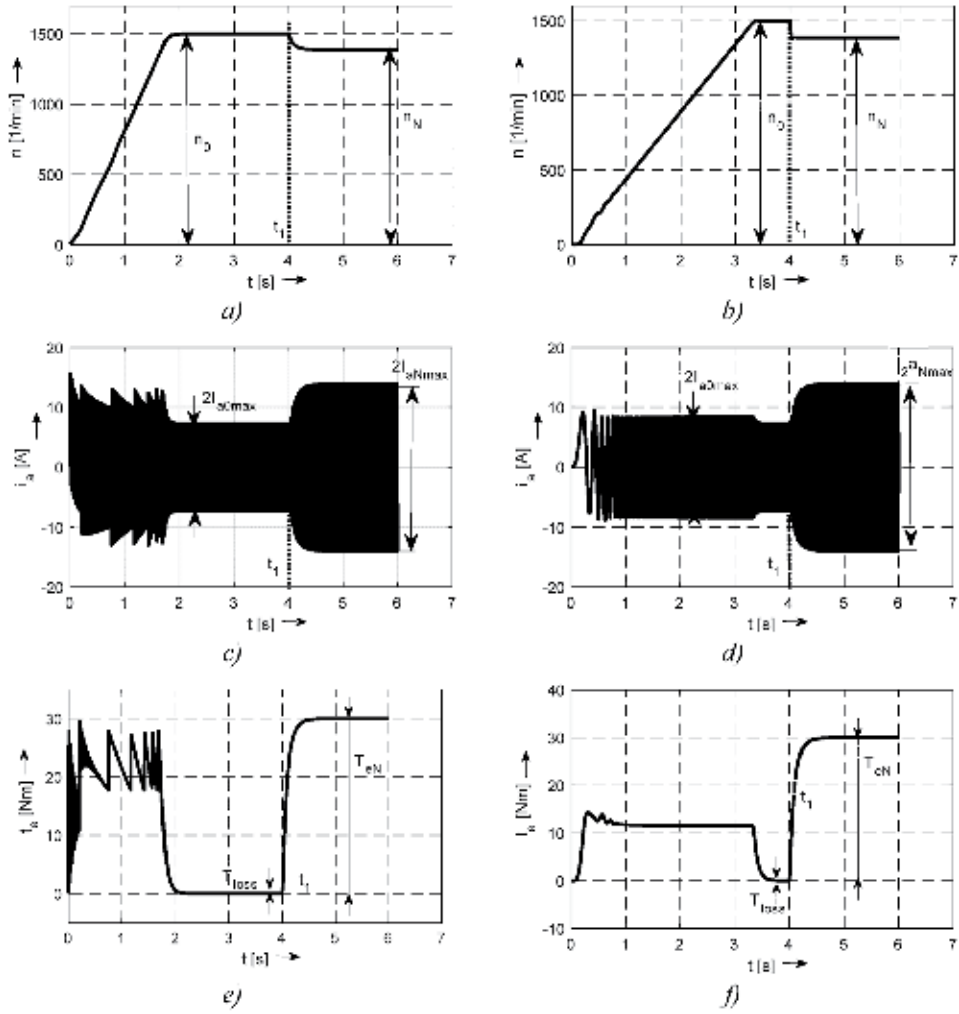 n [1/min]
1500
1000
500
0
n0
nN
t1
0 1 2 3 4 5 6 7
t [s]
a)
n [1/min]
1500
1000
500
0
n0
nN
t1
0 1 2 3 4 5 6 7
t [s]
b)
ia [A]
20
10
0
-10
-20
2Ia0max
2IaNmax
t1
0 1 2 3 4 5 6 7
t [s]
c)
ia [A]
20
10
0
-10
-20
2Ia0max
t1
0 1 2 3 4 5 6 7
t [s]
d)
[Nm]
30
20
10
0
TeN
Tloss
t1
0 1 2 3 4 5 6 7
t [s]
e)
[Nm]
40
30
20
10
0
-10
t1
Tloss
0 1 2 3 4 5 6 7
f)